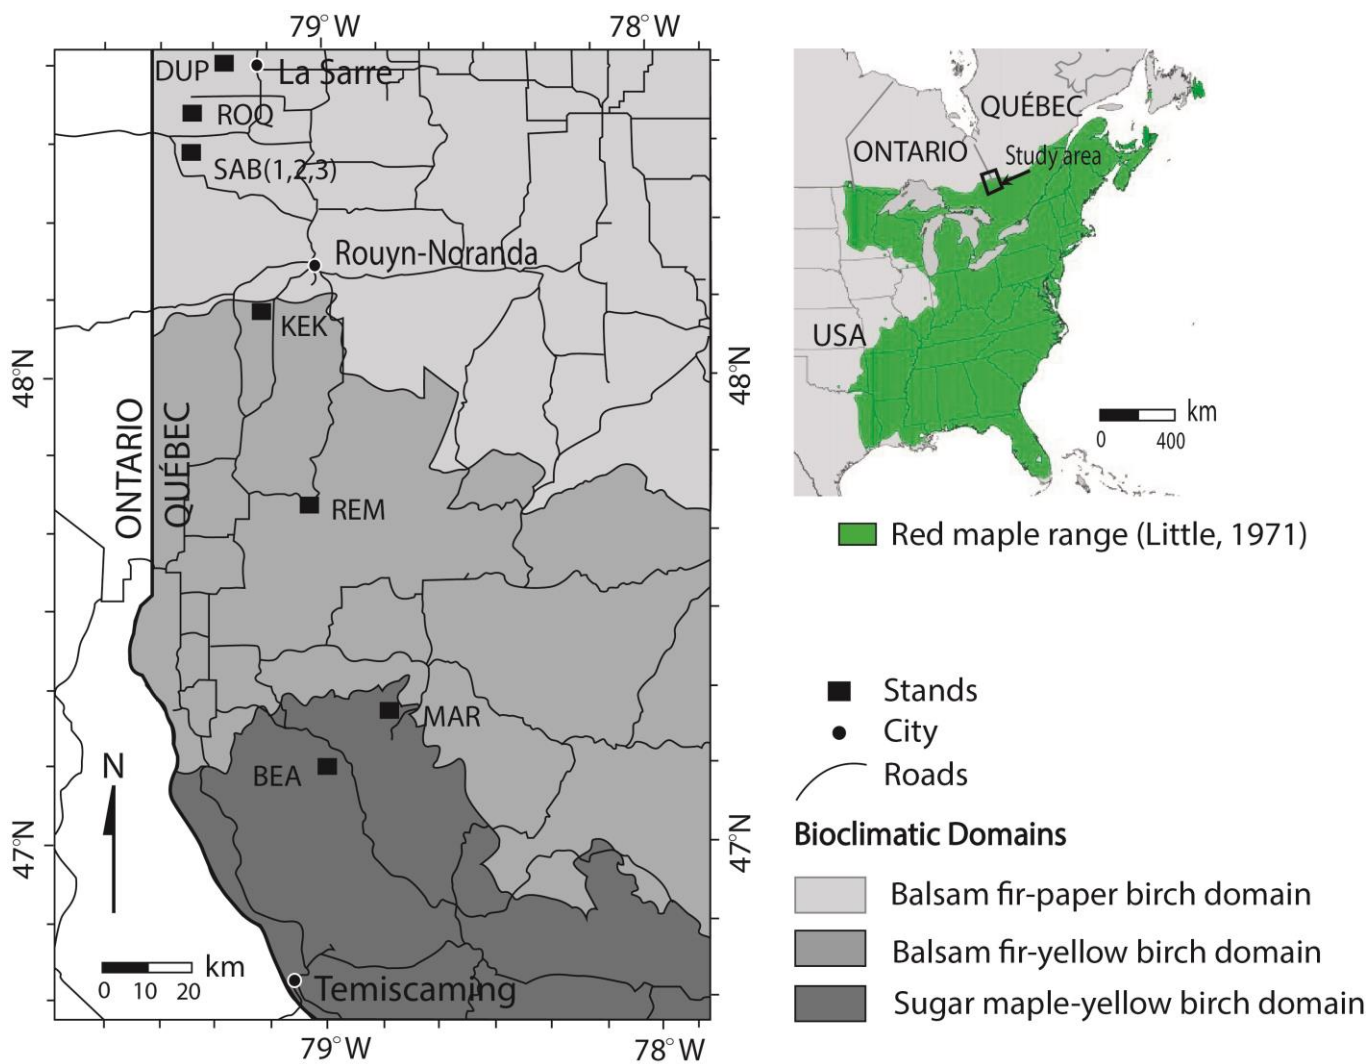 79°W
78°W
DUP
La Sarre
ROQ
SAB(1,2,3)
Rouyn-Noranda
KEK
48°N
48°N
ONTARIO
QUÉBEC
REM
MAR
BEA
N
47°N
47°N
km
0 10 20
Temiscaming
79°W
78°W
QUÉBEC
ONTARIO
Study area
USA
km
0 400
Red maple range (Little, 1971)
Stands
City
Roads
Bioclimatic Domains
Balsam fir-paper birch domain
Balsam fir-yellow birch domain
Sugar maple-yellow birch domain